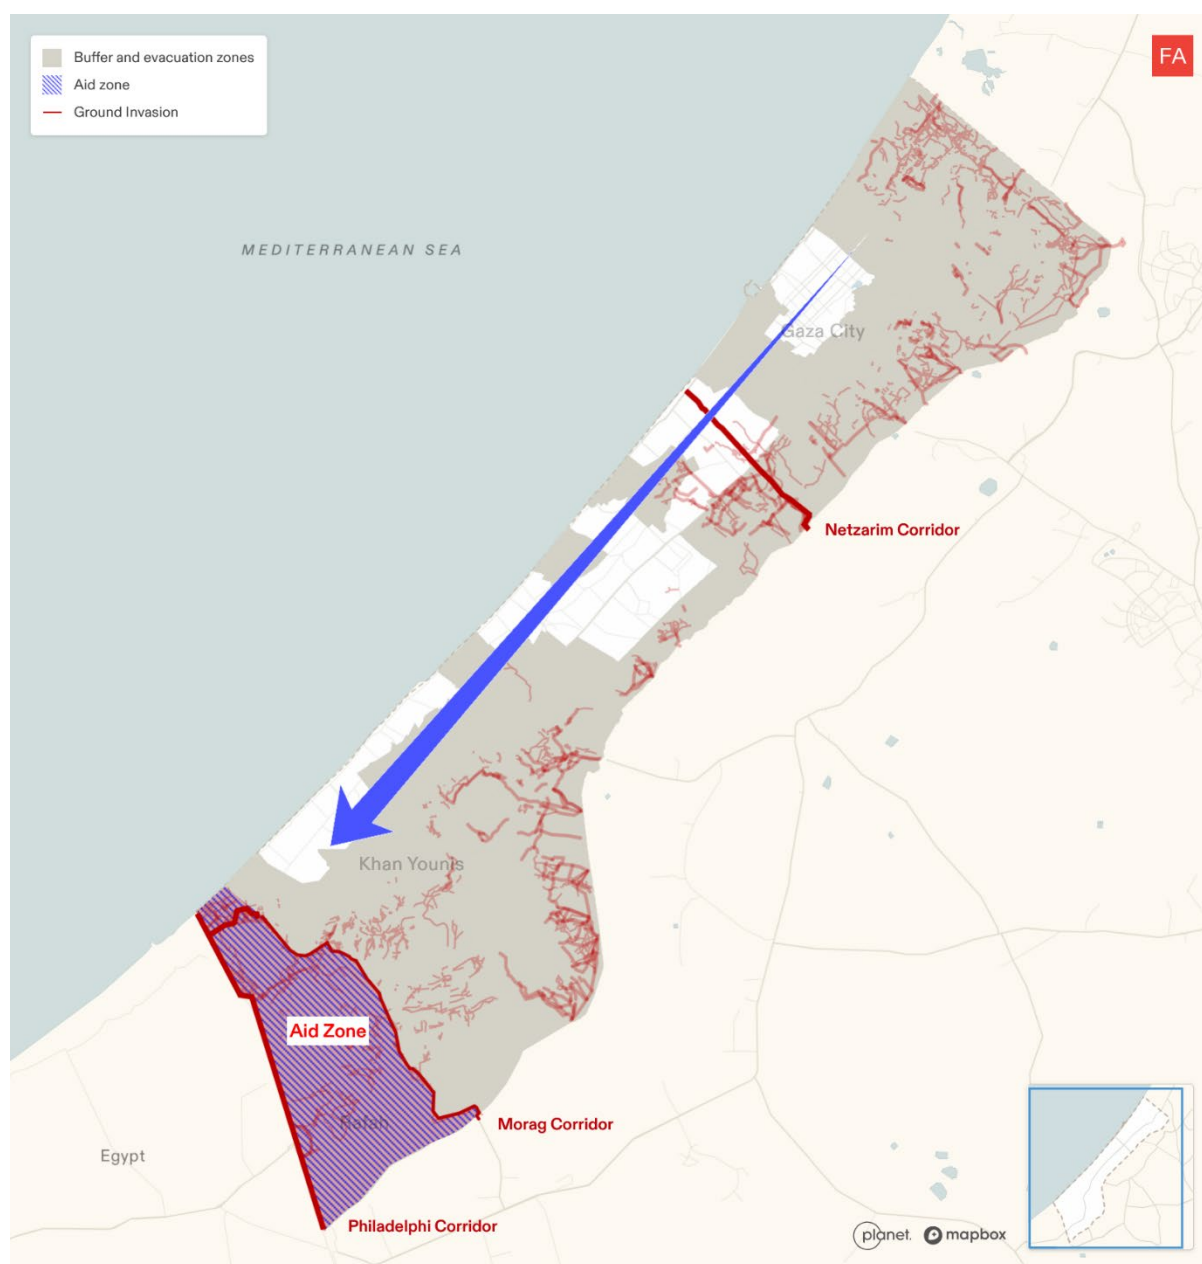 Buffer and evacuation zones
Aid zone
Ground Invasion
FA
MEDITERRANEAN SEA
Gaza City
Netzarim Corridor
Khan Younis
Aid Zone
Rafah
Morag Corridor
Egypt
Philadelphi Corridor
planet. mapbox